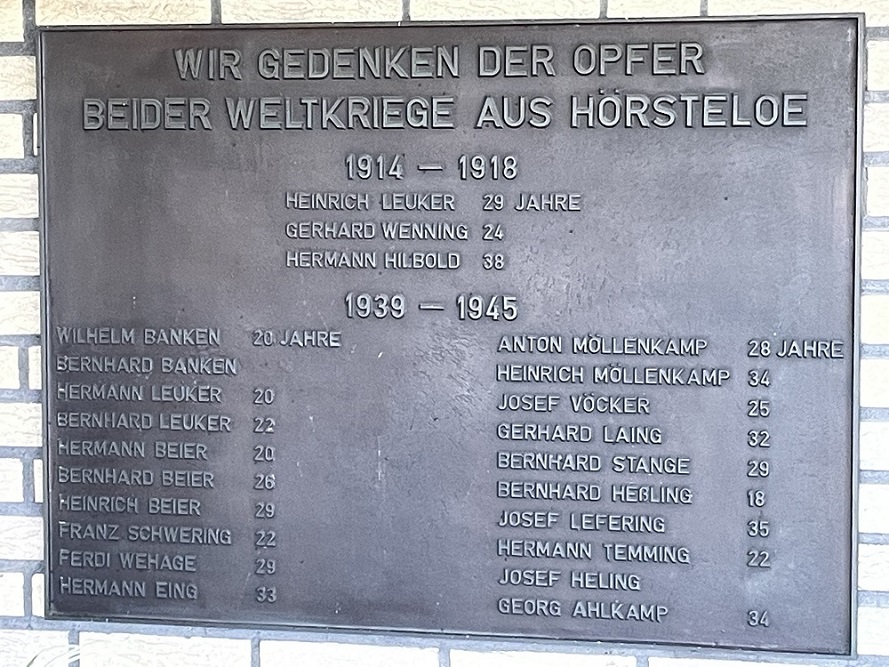 WIR GEDENKEN DER OPFER
BEIDER WELTKRIEGE AUS HÖRSTELOE
1914 – 1918
HEINRICH LEUKER 29 JAHRE
GERHARD WENNING 24
HERMANN HILBOLD 38
1939 – 1945
WILHELM BANKEN 20 JAHRE
BERNHARD BANKEN
HERMANN LEUKER 20
BERNHARD LEUKER 22
HERMANN BEIER 20
BERNHARD BEIER 26
HEINRICH BEIER 29
FRANZ SCHWERING 22
FERDI WEHAGE 29
HERMANN EING 33
ANTON MÖLLENKAMP 28 JAHRE
HEINRICH MÖLLENKAMP 34
JOSEF VÖCKER 25
GERHARD LAING 32
BERNHARD STANGE 29
BERNHARD HEßLING 18
JOSEF LEFERING 35
HERMANN TEMMING 22
JOSEF HELING
GEORG AHLKAMP 34